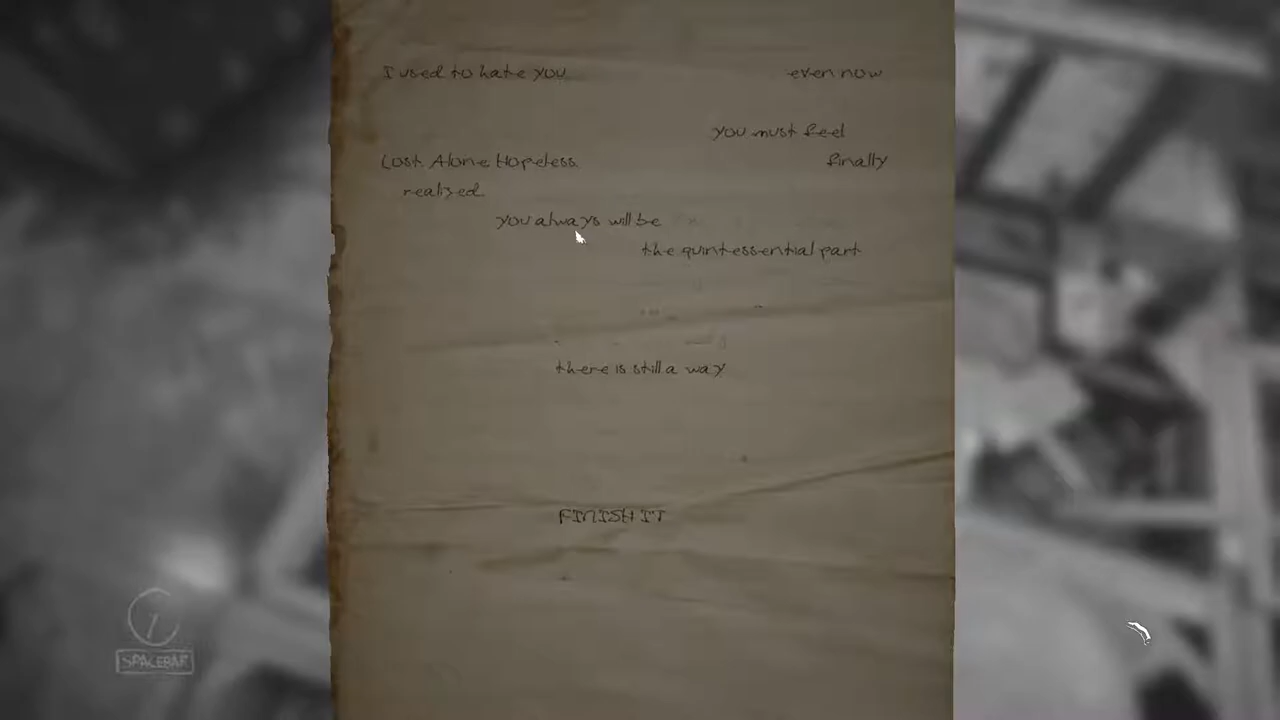 I used to hate you even now
you must feel
Lost. Alone. Hopeless. finally
realized
you always will be
the quintessential part
there is still a way
FINISH IT
SPACEBAR